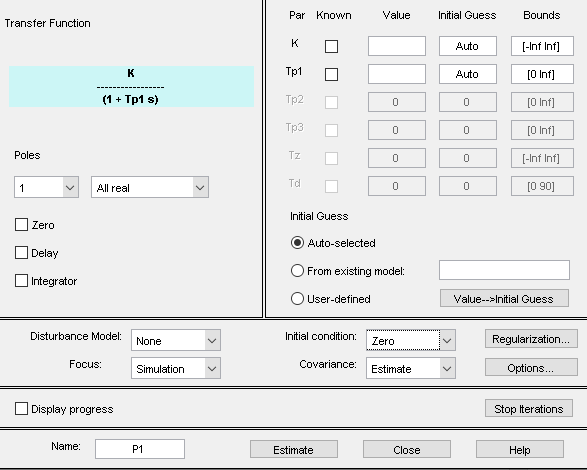 Transfer Function
K
-----------------
(1 + Tp1 s)
Poles
1 All real
Zero
Delay
Integrator
Par Known Value Initial Guess Bounds
K Auto [-Inf Inf]
Tp1 Auto [0 Inf]
Tp2 0 0 [0 Inf]
Tp3 0 0 [0 Inf]
Tz 0 0 [-Inf Inf]
Td 0 0 [0 90]
Initial Guess
Auto-selected
From existing model:
User-defined Value-->Initial Guess
Disturbance Model: None Initial condition: Zero Regularization...
Focus: Simulation Covariance: Estimate Options...
Display progress Stop Iterations
Name: P1 Estimate Close Help